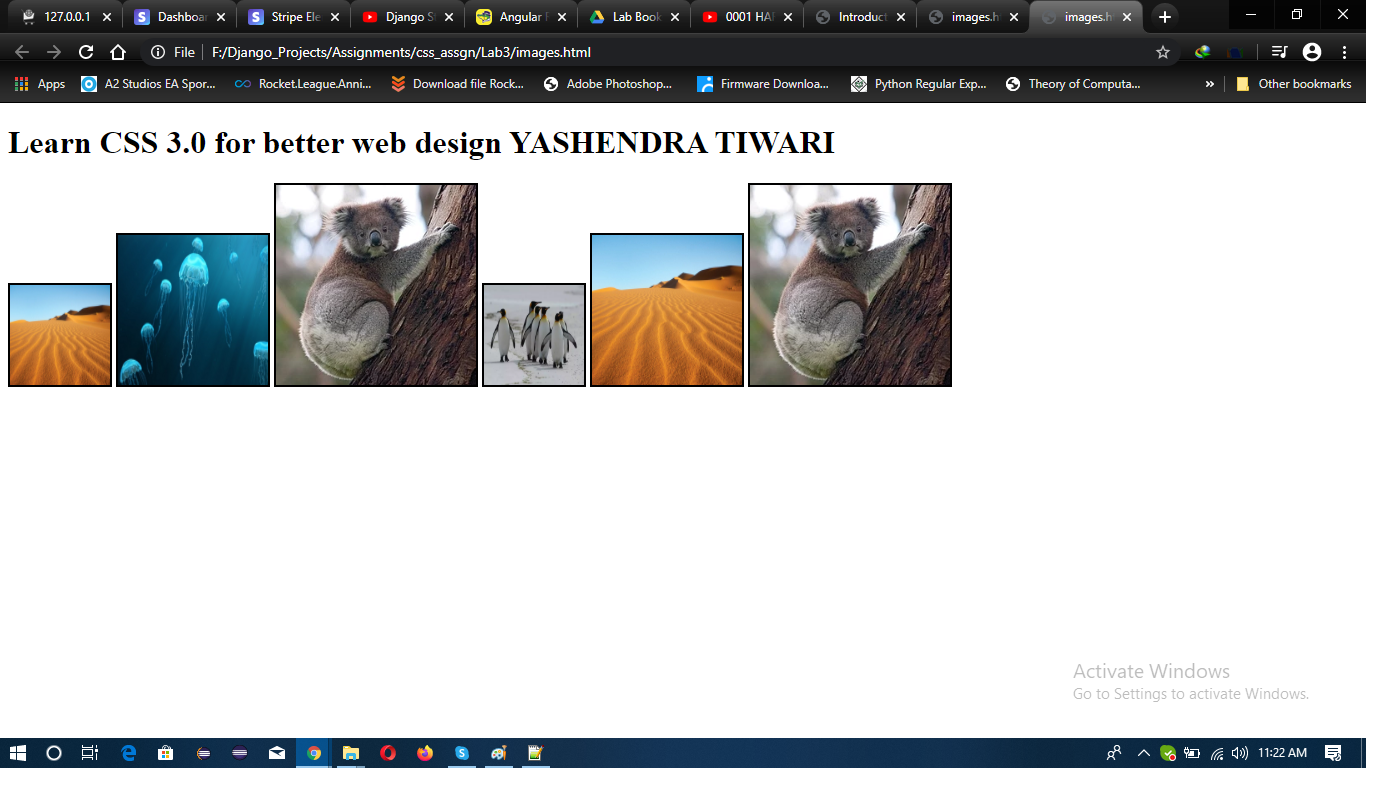 127.0.0.1
Dashboar
Stripe Ele
Django S
Angular F
Lab Book
0001 HAR
Introduct
images.h
images.h
File
F:/Django_Projects/Assignments/css_assgn/Lab3/images.html
Apps
A2 Studios EA Spor...
Rocket.League.Anni...
Download file Rock...
Adobe Photoshop...
Firmware Downloa...
Python Regular Exp...
Theory of Computa...
»
Other bookmarks
Learn CSS 3.0 for better web design YASHENDRA TIWARI
Activate Windows
Go to Settings to activate Windows.
11:22 AM